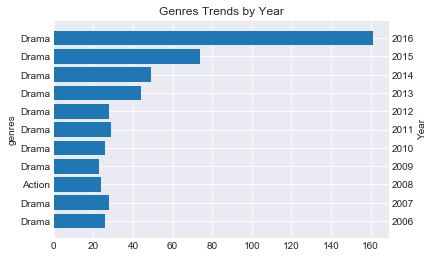 Genres Trends by Year
Drama 2016
Drama 2015
Drama 2014
Drama 2013
Drama 2012
Drama 2011
Drama 2010
Drama 2009
Action 2008
Drama 2007
Drama 2006
genres
Year
0 20 40 60 80 100 120 140 160